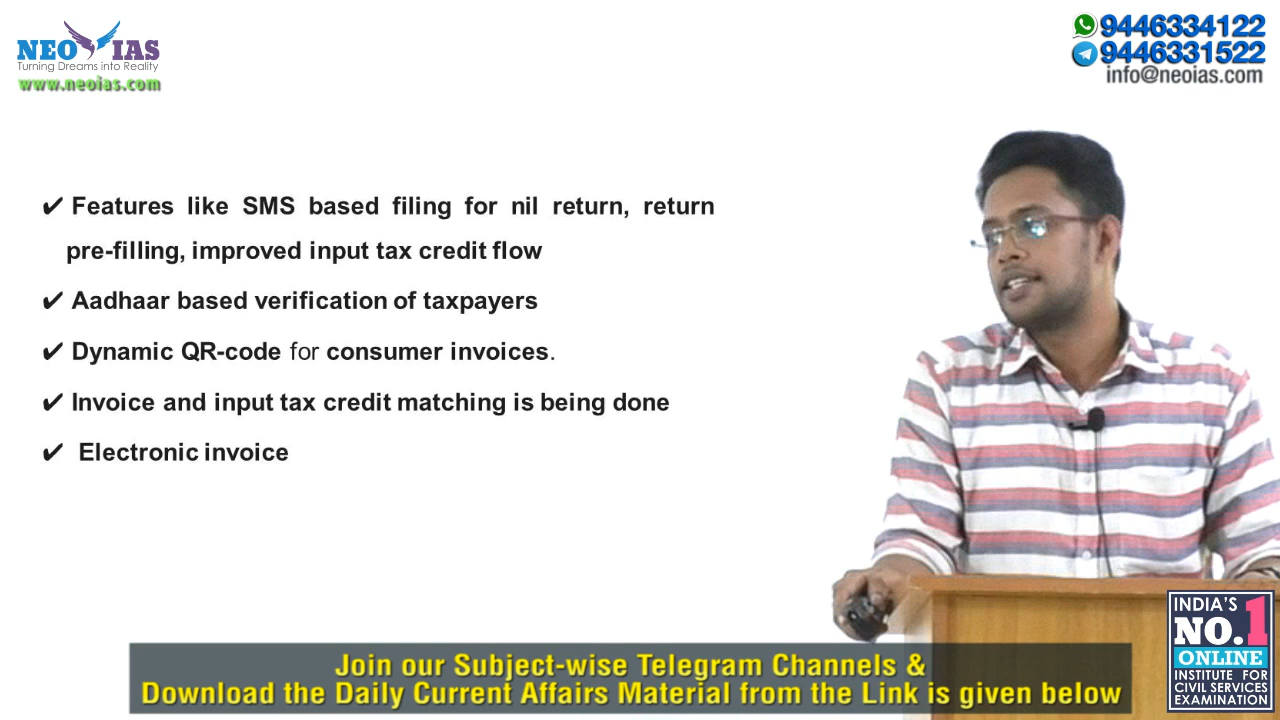 NEO IAS
Turning Dreams into Reality
www.neoias.com
9446334122
9446331522
info@neoias.com
✔ Features like SMS based filing for nil return, return
pre-filling, improved input tax credit flow
✔ Aadhaar based verification of taxpayers
✔ Dynamic QR-code for consumer invoices.
✔ Invoice and input tax credit matching is being done
✔ Electronic invoice
INDIA'S
NO.1
ONLINE
INSTITUTE FOR
CIVIL SERVICES
EXAMINATION
Join our Subject-wise Telegram Channels &
Download the Daily Current Affairs Material from the Link is given below